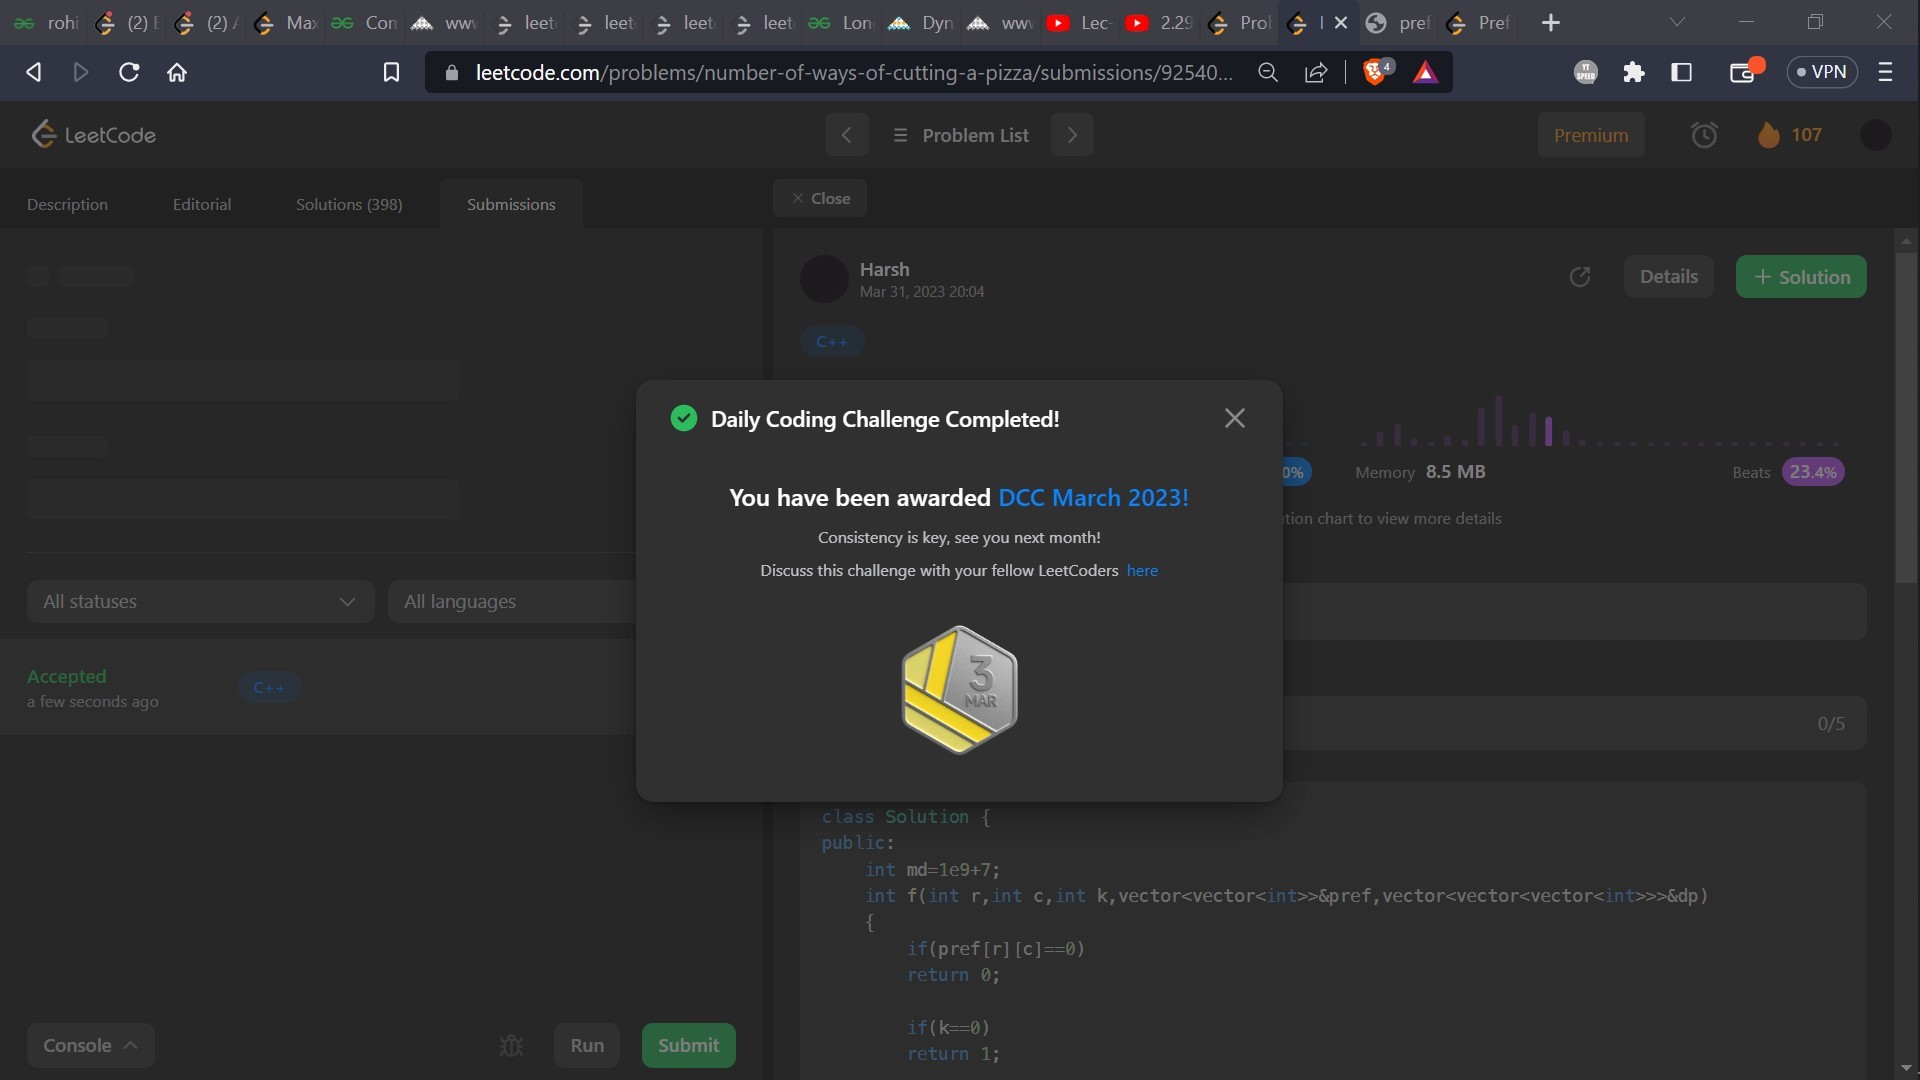 rohi
(2) E
(2) A
Max
Con
www
leet
leet
leet
leet
Lon
Dyn
www
Lec-
2.29
Prob
pref
Pref
leetcode.com/problems/number-of-ways-of-cutting-a-pizza/submissions/92540...
4
YT SPEED
VPN
LeetCode
Problem List
Premium
107
Description
Editorial
Solutions (398)
Submissions
Close
Harsh
Mar 31, 2023 20:04
Details
+ Solution
C++
Daily Coding Challenge Completed!
0%
Memory 8.5 MB
Beats 23.4%
You have been awarded DCC March 2023!
tion chart to view more details
Consistency is key, see you next month!
Discuss this challenge with your fellow LeetCoders here
All statuses
All languages
3
MAR
Accepted
a few seconds ago
C++
0/5
class Solution {
public:
int md=1e9+7;
int f(int r,int c,int k,vector<vector<int>>&pref,vector<vector<vector<int>>>&dp)
{
if(pref[r][c]==0)
return 0;
if(k==0)
return 1;
Console
Run
Submit